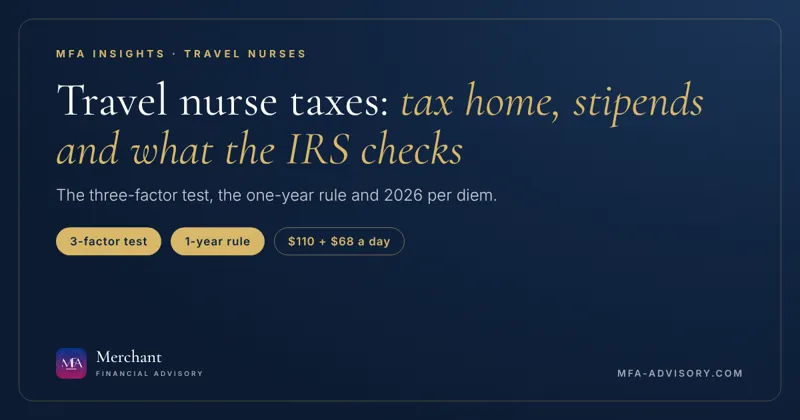 MFA INSIGHTS · TRAVEL NURSES
Travel nurse taxes: tax home, stipends
and what the IRS checks
The three-factor test, the one-year rule and 2026 per diem.
3-factor test
1-year rule
$110 + $68 a day
MFA
Merchant
FINANCIAL ADVISORY
MFA-ADVISORY.COM